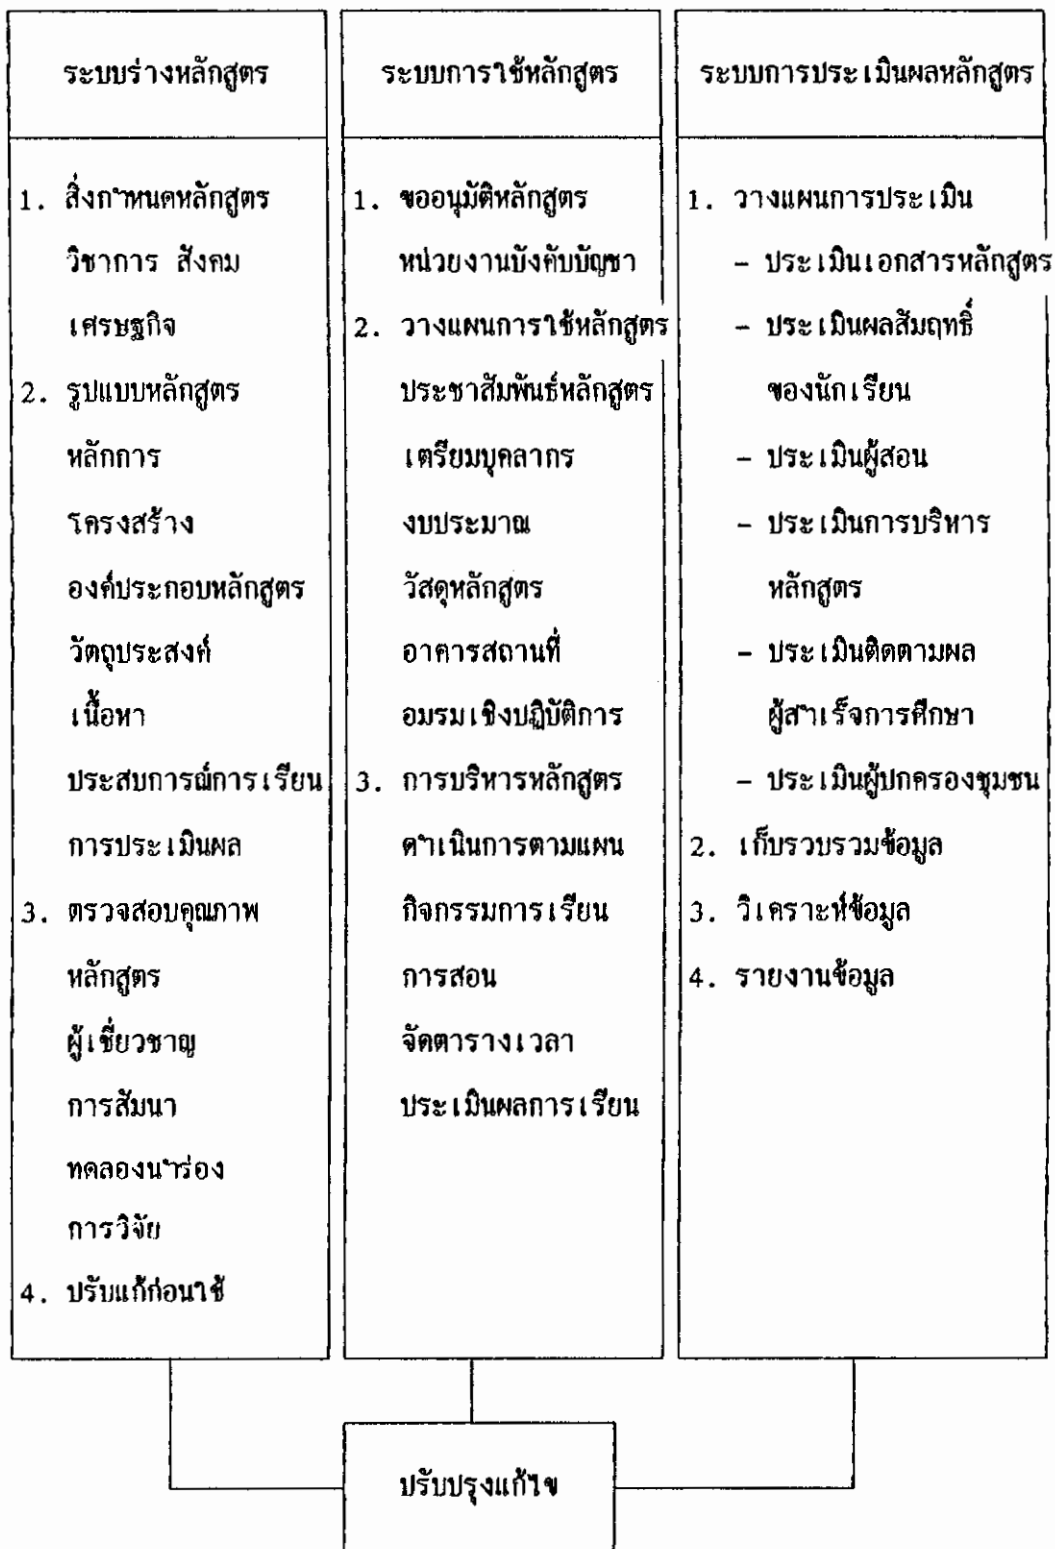 ระบบร่างหลักสูตร
1. สิ่งกำหนดหลักสูตร
วิชาการ สังคม
เศรษฐกิจ
2. รูปแบบหลักสูตร
หลักการ
โครงสร้าง
องค์ประกอบหลักสูตร
วัตถุประสงค์
เนื้อหา
ประสบการณ์การเรียน
การประเมินผล
3. ตรวจสอบคุณภาพ
หลักสูตร
ผู้เชี่ยวชาญ
การสัมนา
ทดลองนำร่อง
การวิจัย
4. ปรับแก้ก่อนใช้
ระบบการใช้หลักสูตร
1. ขออนุมัติหลักสูตร
หน่วยงานบังคับบัญชา
2. วางแผนการใช้หลักสูตร
ประชาสัมพันธ์หลักสูตร
เตรียมบุคลากร
งบประมาณ
วัสดุหลักสูตร
อาคารสถานที่
อมรมเชิงปฏิบัติการ
3. การบริหารหลักสูตร
ดำเนินการตามแผน
กิจกรรมการเรียน
การสอน
จัดตารางเวลา
ประเมินผลการเรียน
ระบบการประเมินผลหลักสูตร
1. วางแผนการประเมิน
- ประเมินเอกสารหลักสูตร
- ประเมินผลสัมฤทธิ์
ของนักเรียน
- ประเมินผู้สอน
- ประเมินการบริหาร
หลักสูตร
- ประเมินติดตามผล
ผู้สำเร็จการศึกษา
- ประเมินผู้ปกครองชุมชน
2. เก็บรวบรวมข้อมูล
3. วิเคราะห์ข้อมูล
4. รายงานข้อมูล
ปรับปรุงแก้ไข